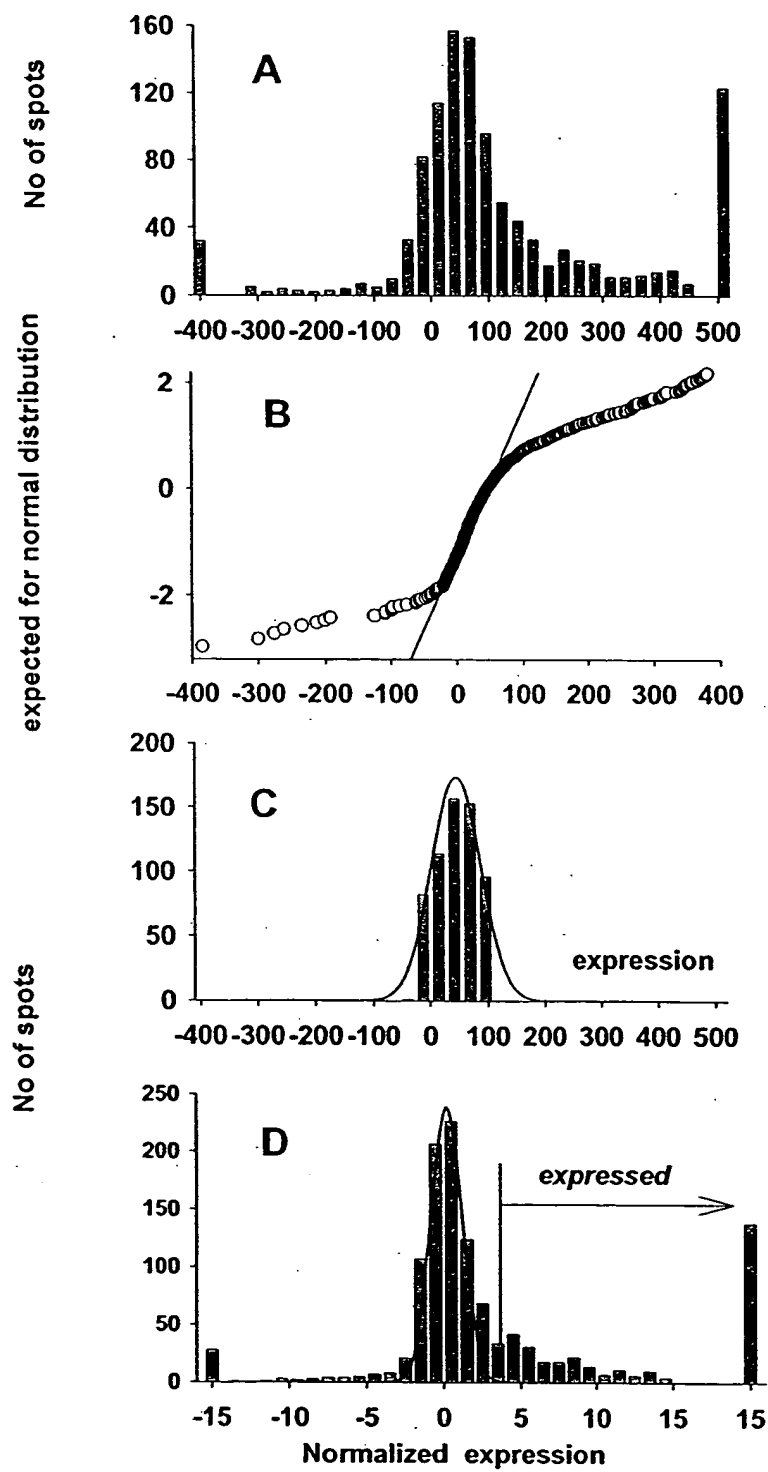 160
A
No of spots
120
80
40
0
-400 -300 -200 -100 0 100 200 300 400 500
expected for normal distribution
2
B
0
-2
-400 -300 -200 -100 0 100 200 300 400
200
C
150
100
50
expression
0
-400 -300 -200 -100 0 100 200 300 400 500
No of spots
250
D
200
expressed
150
100
50
0
-15 -10 -5 0 5 10 15 15
Normalized expression